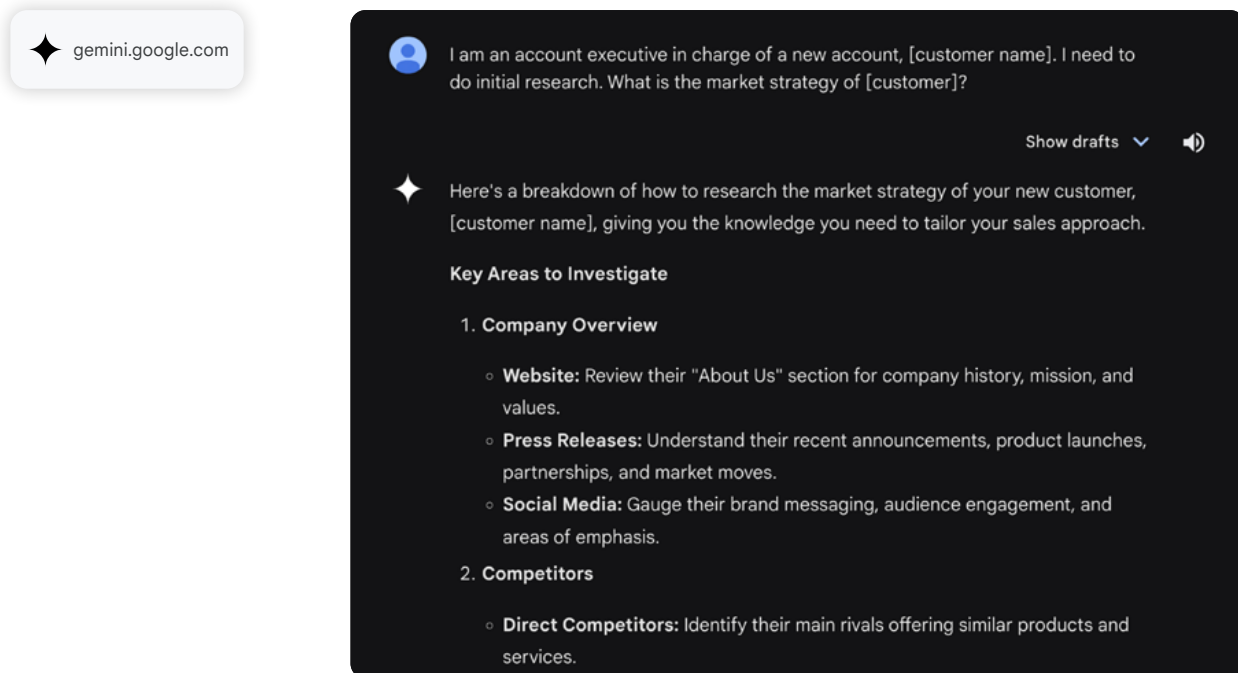 gemini.google.com
I am an account executive in charge of a new account, [customer name]. I need to
do initial research. What is the market strategy of [customer]?
Show drafts
Here's a breakdown of how to research the market strategy of your new customer,
[customer name], giving you the knowledge you need to tailor your sales approach.
Key Areas to Investigate
1. Company Overview
◦ Website: Review their "About Us" section for company history, mission, and
values.
◦ Press Releases: Understand their recent announcements, product launches,
partnerships, and market moves.
◦ Social Media: Gauge their brand messaging, audience engagement, and
areas of emphasis.
2. Competitors
◦ Direct Competitors: Identify their main rivals offering similar products and
services.